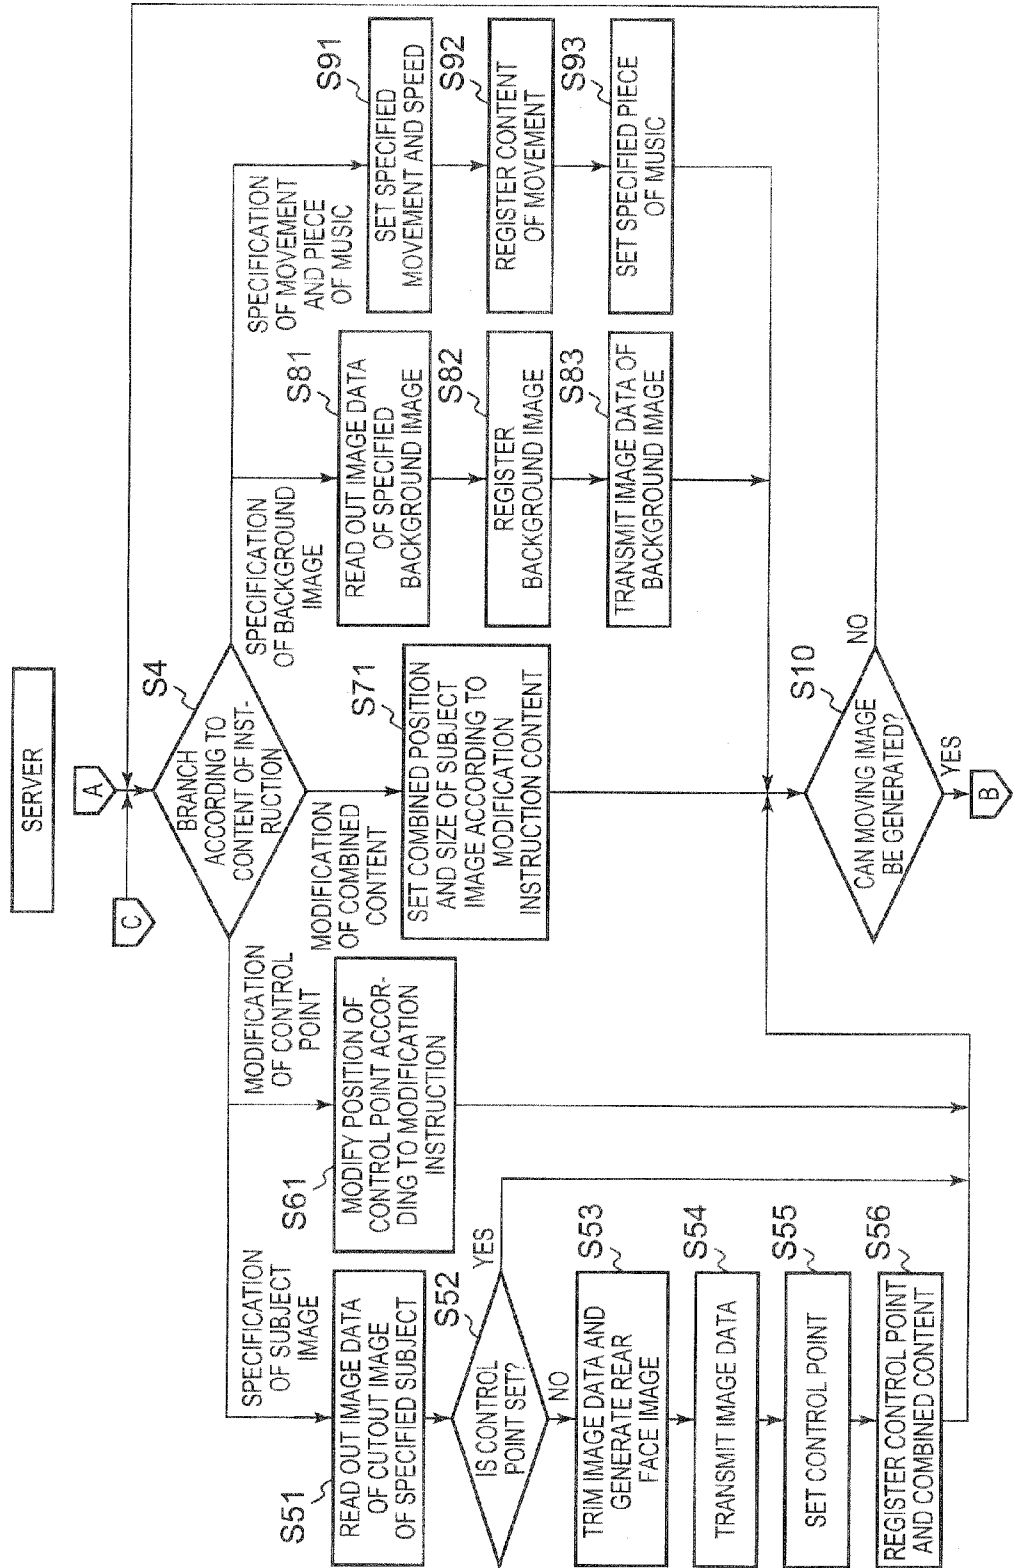 SERVER
A
C
S4
BRANCH
ACCORDING TO
CONTENT OF INST-
RUCTION
SPECIFICATION
OF SUBJECT
IMAGE
S51
READ OUT IMAGE DATA
OF CUTOUT IMAGE
OF SPECIFIED SUBJECT
S52
IS CONTROL
POINT SET?
YES
NO
S53
TRIM IMAGE DATA AND
GENERATE REAR
FACE IMAGE
S54
TRANSMIT IMAGE DATA
S55
SET CONTROL POINT
S56
REGISTER CONTROL POINT
AND COMBINED CONTENT
MODIFICATION
OF CONTROL
POINT
S61
MODIFY POSITION OF
CONTROL POINT ACCOR-
DING TO MODIFICATION
INSTRUCTION
MODIFICATION
OF COMBINED
CONTENT
S71
SET COMBINED POSITION
AND SIZE OF SUBJECT
IMAGE ACCORDING TO
MODIFICATION
INSTRUCTION CONTENT
SPECIFICATION
OF BACKGROUND
IMAGE
S81
READ OUT IMAGE DATA
OF SPECIFIED
BACKGROUND IMAGE
S82
REGISTER
BACKGROUND IMAGE
S83
TRANSMIT IMAGE DATA OF
BACKGROUND IMAGE
SPECIFICATION
OF MOVEMENT
AND PIECE
OF MUSIC
S91
SET SPECIFIED
MOVEMENT AND SPEED
S92
REGISTER CONTENT
OF MOVEMENT
S93
SET SPECIFIED PIECE
OF MUSIC
S10
CAN MOVING IMAGE
BE GENERATED?
NO
YES
B